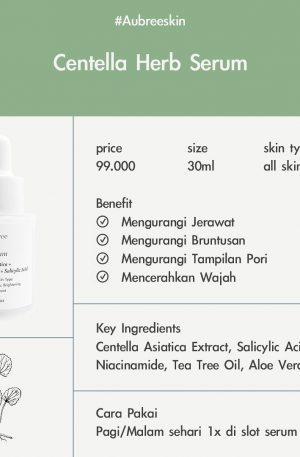 #Aubreeskin
Centella Herb Serum
price size skin ty
99.000 30ml all skin
Benefit
Mengurangi Jerawat
Mengurangi Bruntusan
Mengurangi Tampilan Pori
Mencerahkan Wajah
Key Ingredients
Centella Asiatica Extract, Salicylic Aci
Niacinamide, Tea Tree Oil, Aloe Vera
Cara Pakai
Pagi/Malam sehari 1x di slot serum